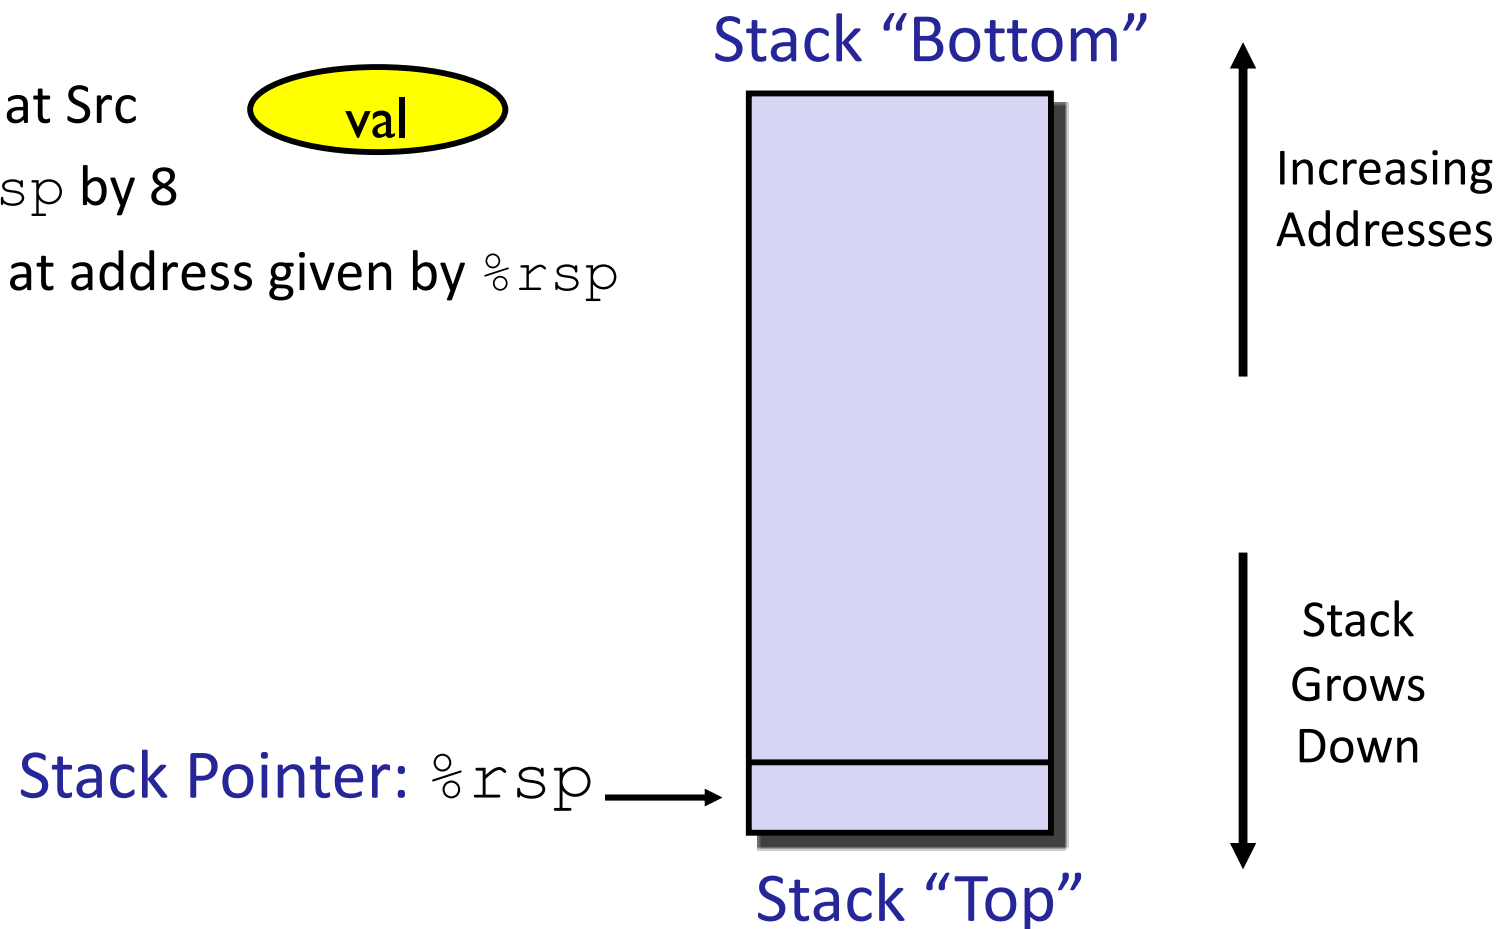 Stack “Bottom”
at Src
val
sp by 8
at address given by %rsp
Increasing
Addresses
Stack
Grows
Down
Stack Pointer: %rsp
Stack “Top”